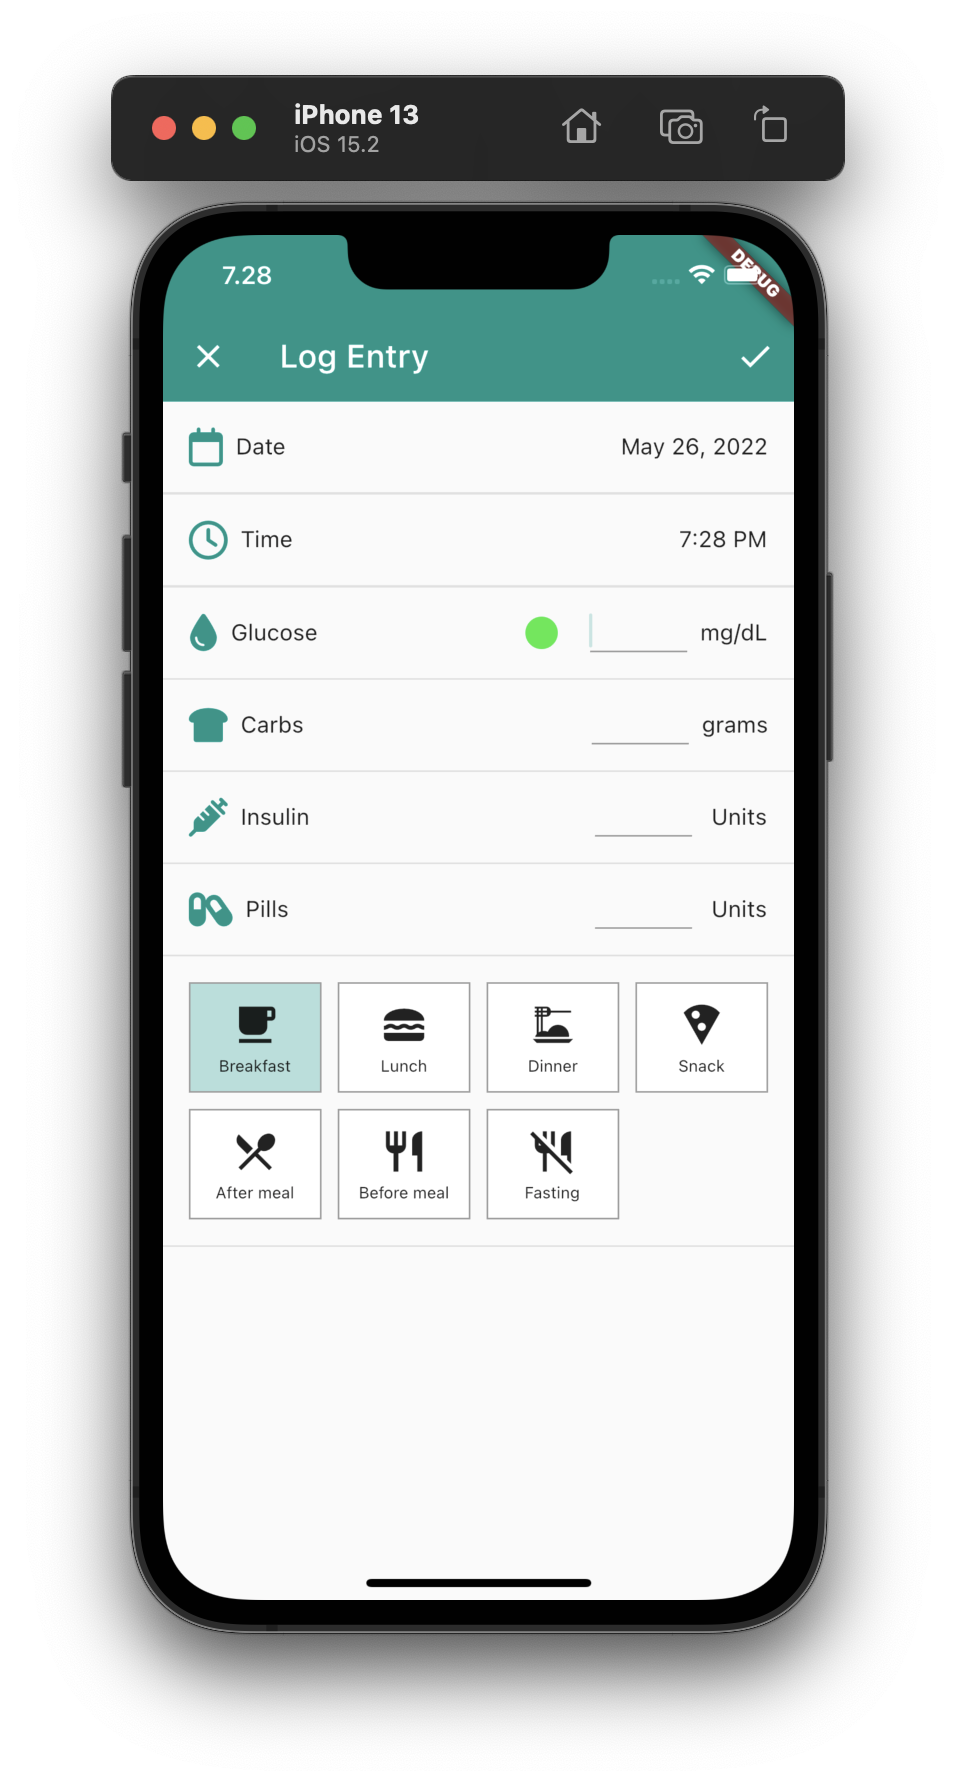 iPhone 13
iOS 15.2
7.28
DEBUG
Log Entry
Date May 26, 2022
Time 7:28 PM
Glucose mg/dL
Carbs grams
Insulin Units
Pills Units
Breakfast Lunch Dinner Snack
After meal Before meal Fasting